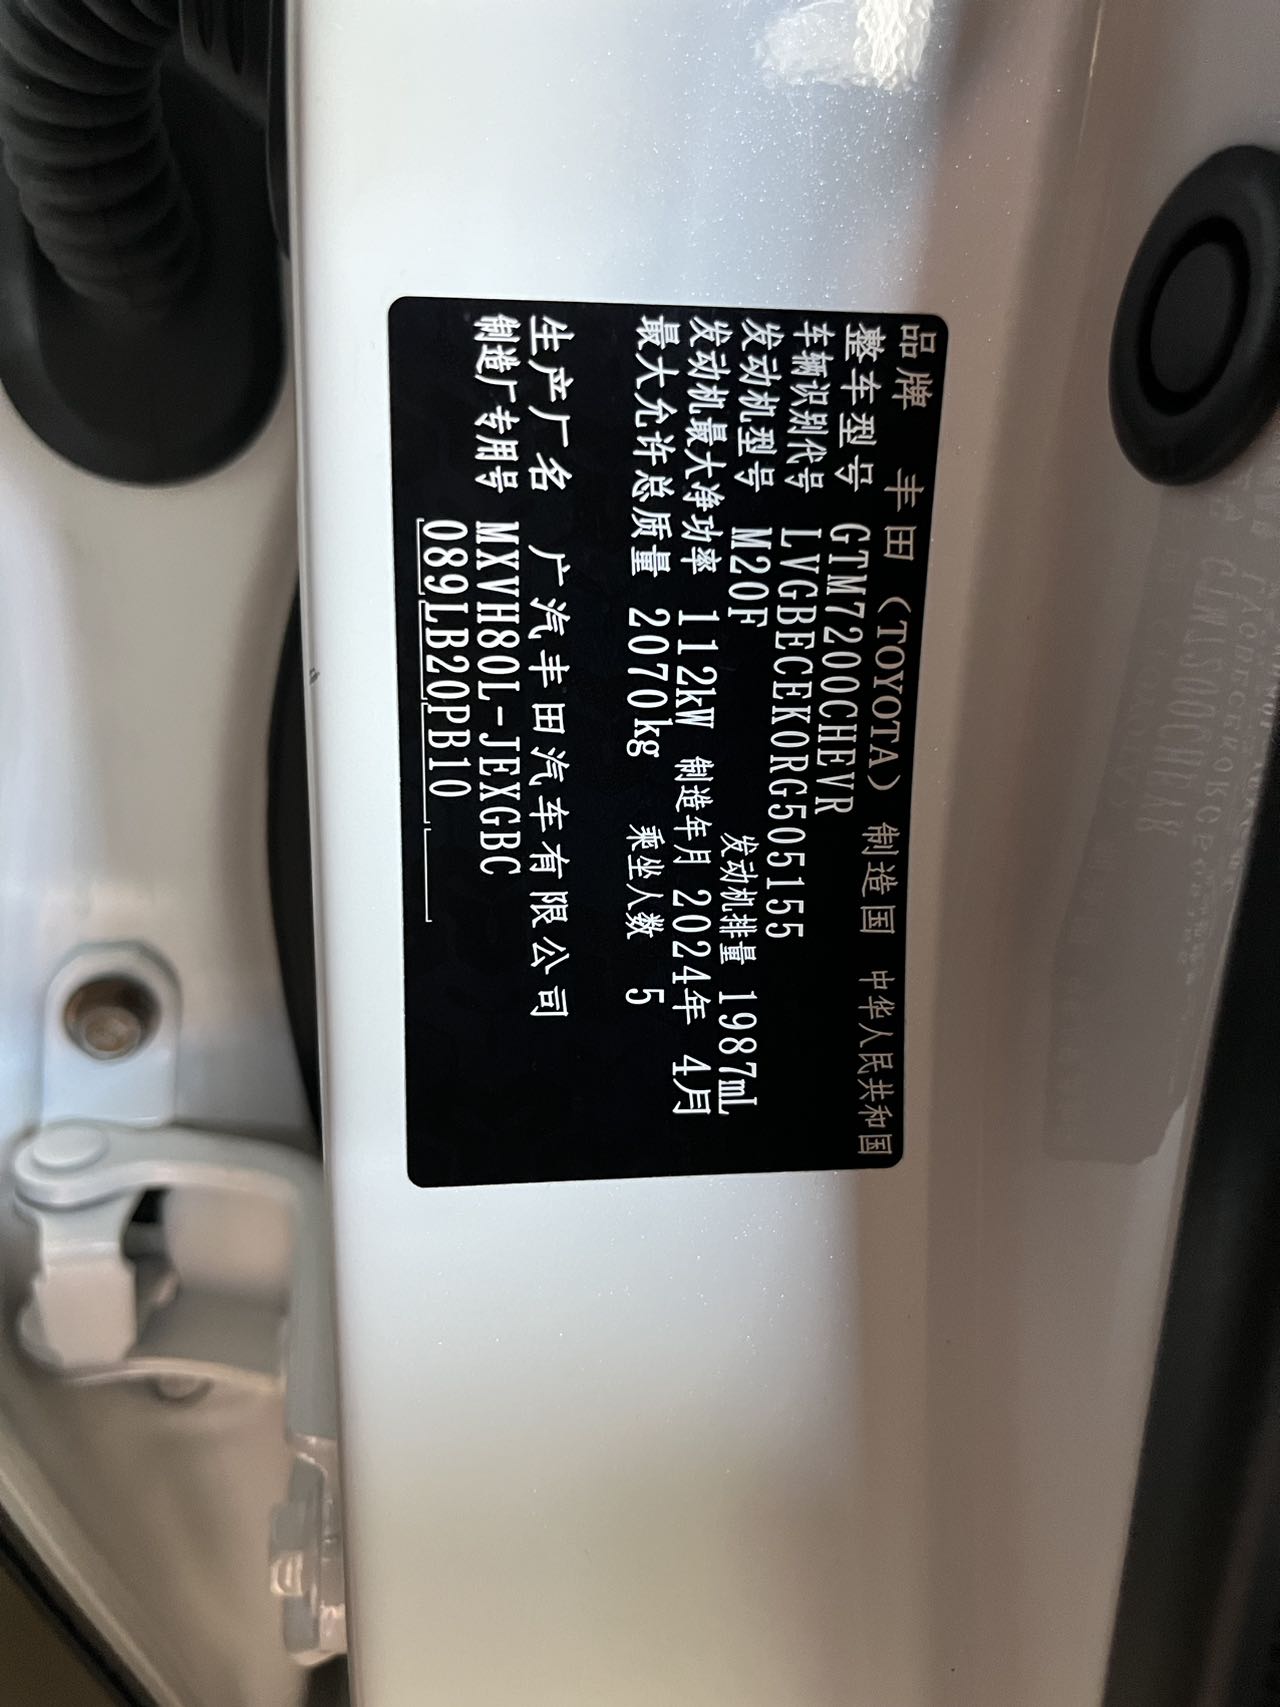 品牌 丰田（TOYOTA） 制造国 中华人民共和国
整车型号 GTM7200CHEVR
车辆识别代号 LVGBECEK0RG505155
发动机型号 M20F 发动机排量 1987mL
发动机最大净功率 112kW 制造年月 2024年 4月
最大允许总质量 2070kg 乘坐人数 5
生产厂名 广汽丰田汽车有限公司
制造厂专用号 MXVH80L-JEXGBC
089LB20PB10